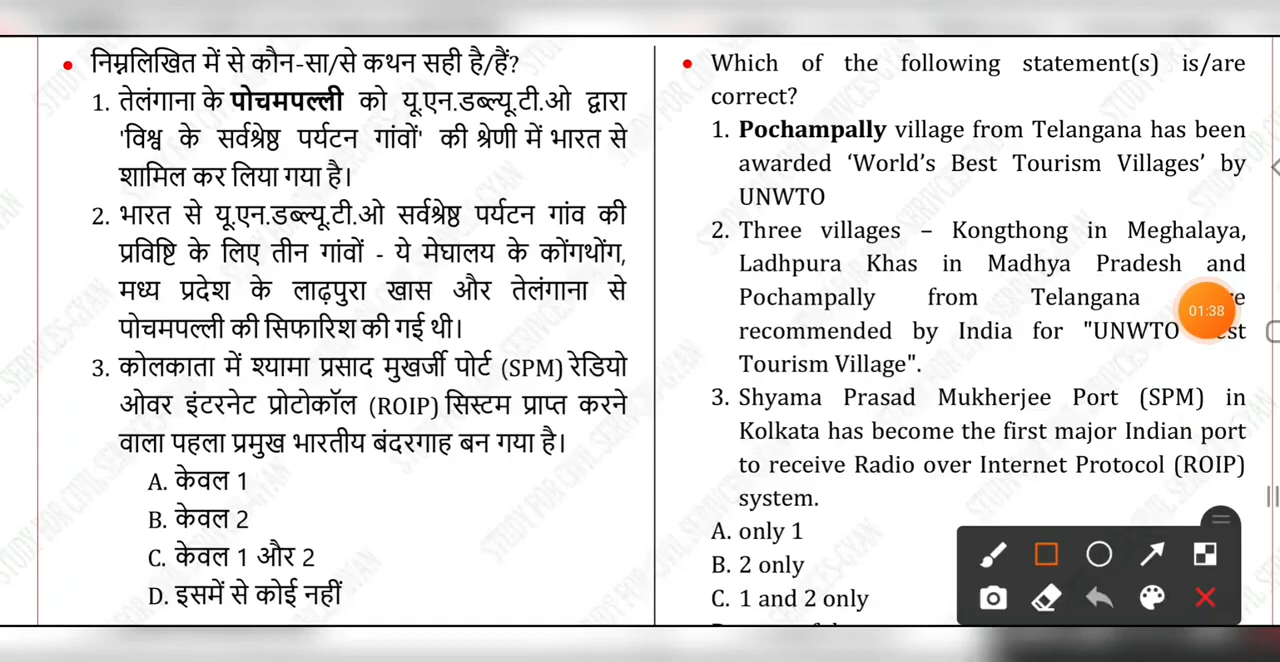 निम्नलिखित में से कौन-सा/से कथन सही है/हैं?
1. तेलंगाना के पोचमपल्ली को यू.एन.डब्ल्यू.टी.ओ द्वारा
'विश्व के सर्वश्रेष्ठ पर्यटन गांवों' की श्रेणी में भारत से
शामिल कर लिया गया है।
2. भारत से यू.एन.डब्ल्यू.टी.ओ सर्वश्रेष्ठ पर्यटन गांव की
प्रविष्टि के लिए तीन गांवों - ये मेघालय के कोंगथोंग,
मध्य प्रदेश के लाढ़पुरा खास और तेलंगाना से
पोचमपल्ली की सिफारिश की गई थी।
3. कोलकाता में श्यामा प्रसाद मुखर्जी पोर्ट (SPM) रेडियो
ओवर इंटरनेट प्रोटोकॉल (ROIP) सिस्टम प्राप्त करने
वाला पहला प्रमुख भारतीय बंदरगाह बन गया है।
A. केवल 1
B. केवल 2
C. केवल 1 और 2
D. इसमें से कोई नहीं
Which of the following statement(s) is/are
correct?
1. Pochampally village from Telangana has been
awarded ‘World’s Best Tourism Villages’ by
UNWTO
2. Three villages – Kongthong in Meghalaya,
Ladhpura Khas in Madhya Pradesh and
Pochampally from Telangana
recommended by India for "UNWTO
Tourism Village".
3. Shyama Prasad Mukherjee Port (SPM) in
Kolkata has become the first major Indian port
to receive Radio over Internet Protocol (ROIP)
system.
A. only 1
B. 2 only
C. 1 and 2 only
01:38